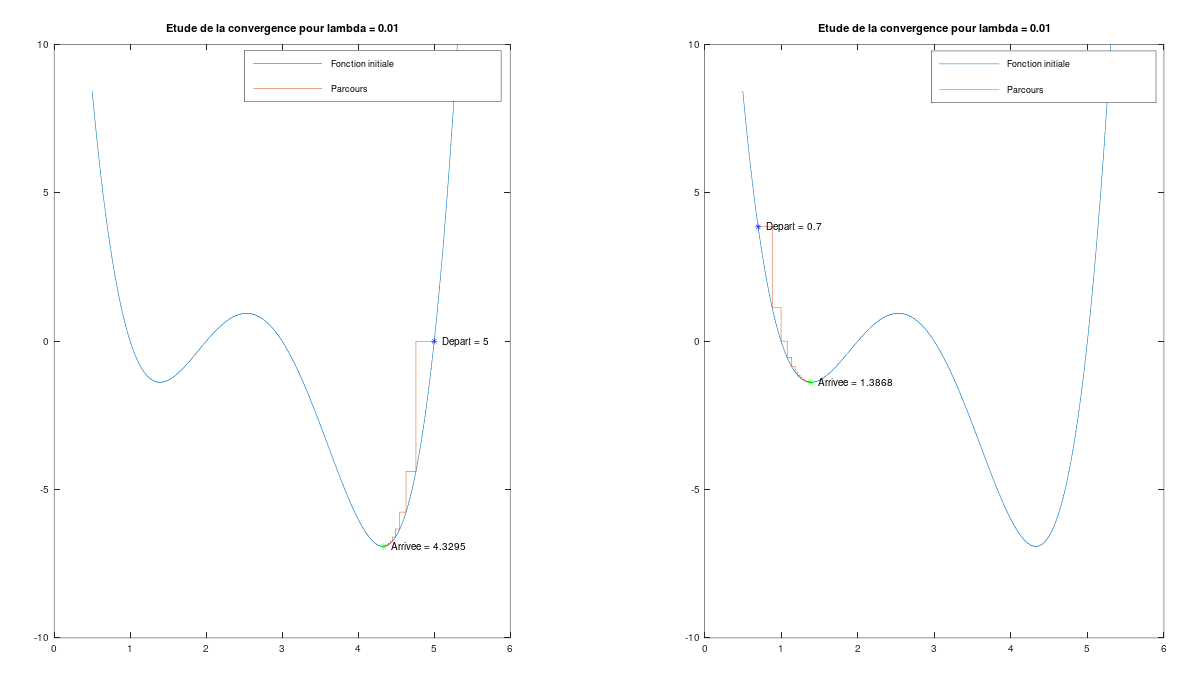 Etude de la convergence pour lambda = 0.01
10
Fonction initiale
Parcours
5
0
Depart = 5
-5
Arrivee = 4.3295
-10
0 1 2 3 4 5 6
Etude de la convergence pour lambda = 0.01
10
Fonction initiale
Parcours
5
Depart = 0.7
0
Arrivee = 1.3868
-5
-10
0 1 2 3 4 5 6